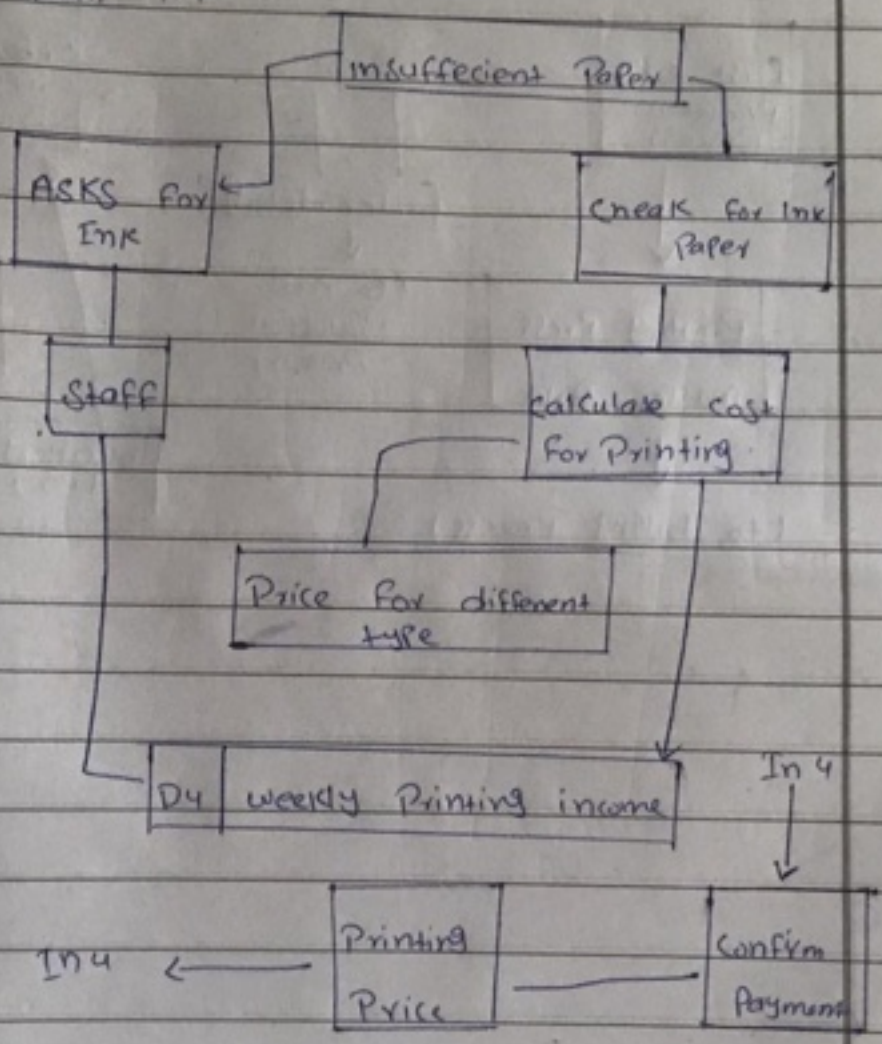 insuffecient Paper
ASKS for
Ink
Cheak for Ink
Paper
Staff
Calculate cost
for Printing
Price for different
type
D4 weekly Printing income
In 4
Printing
Price
Confirm
Payment
In 4